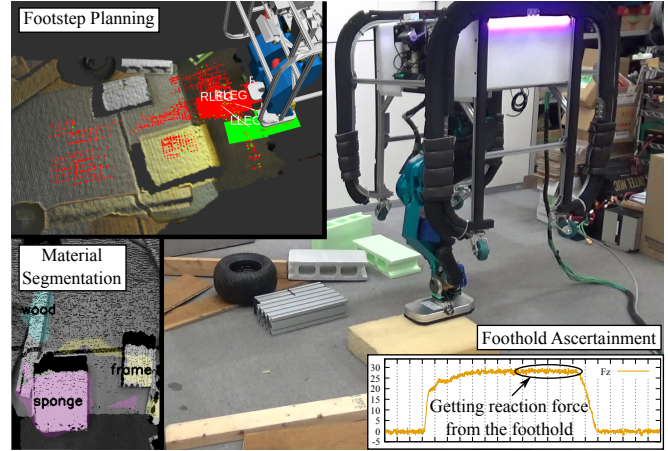 Footstep Planning
RLEG
LLEG
Material
Segmentation
wood
frame
sponge
Foothold Ascertainment
30
25
20
15
10
5
0
-5
Fz
Getting reaction force
from the foothold